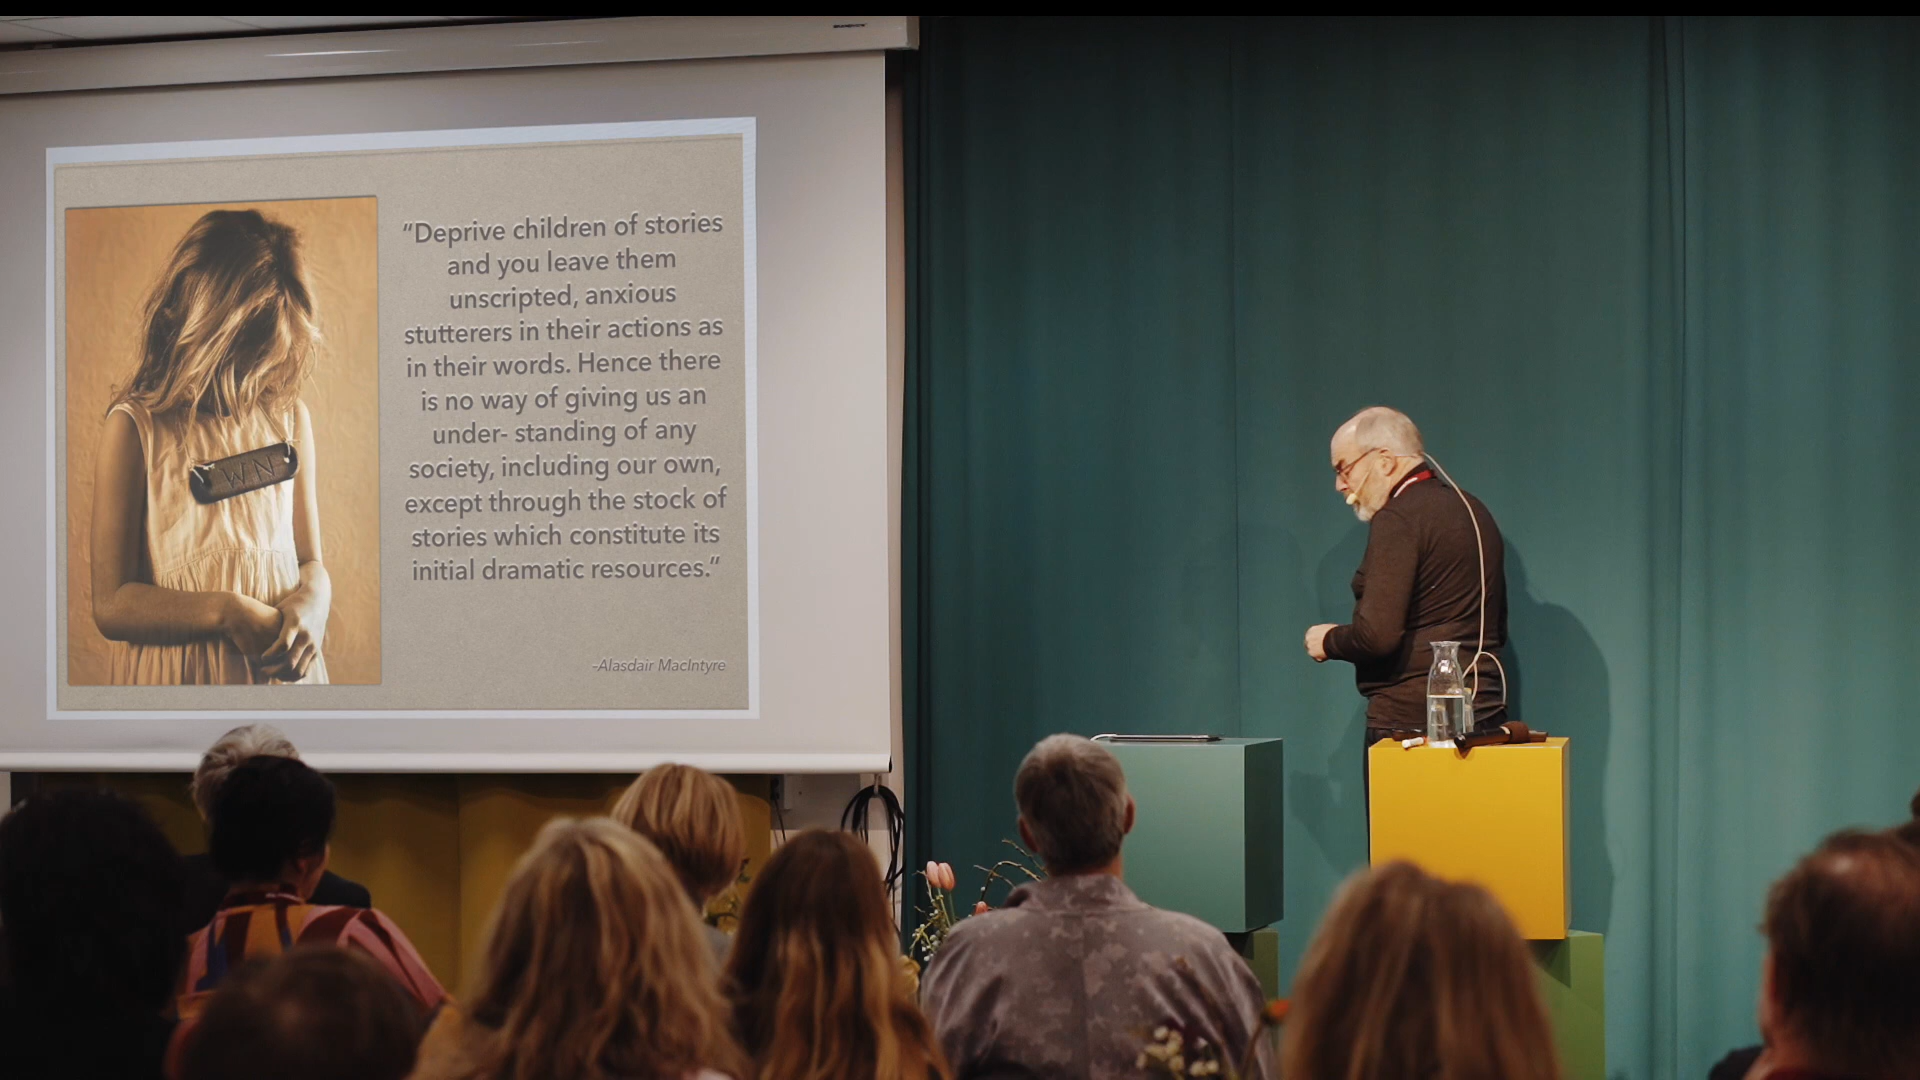 “Deprive children of stories
and you leave them
unscripted, anxious
stutterers in their actions as
in their words. Hence there
is no way of giving us an
under- standing of any
society, including our own,
except through the stock of
stories which constitute its
initial dramatic resources.”
-Alasdair MacIntyre
WN